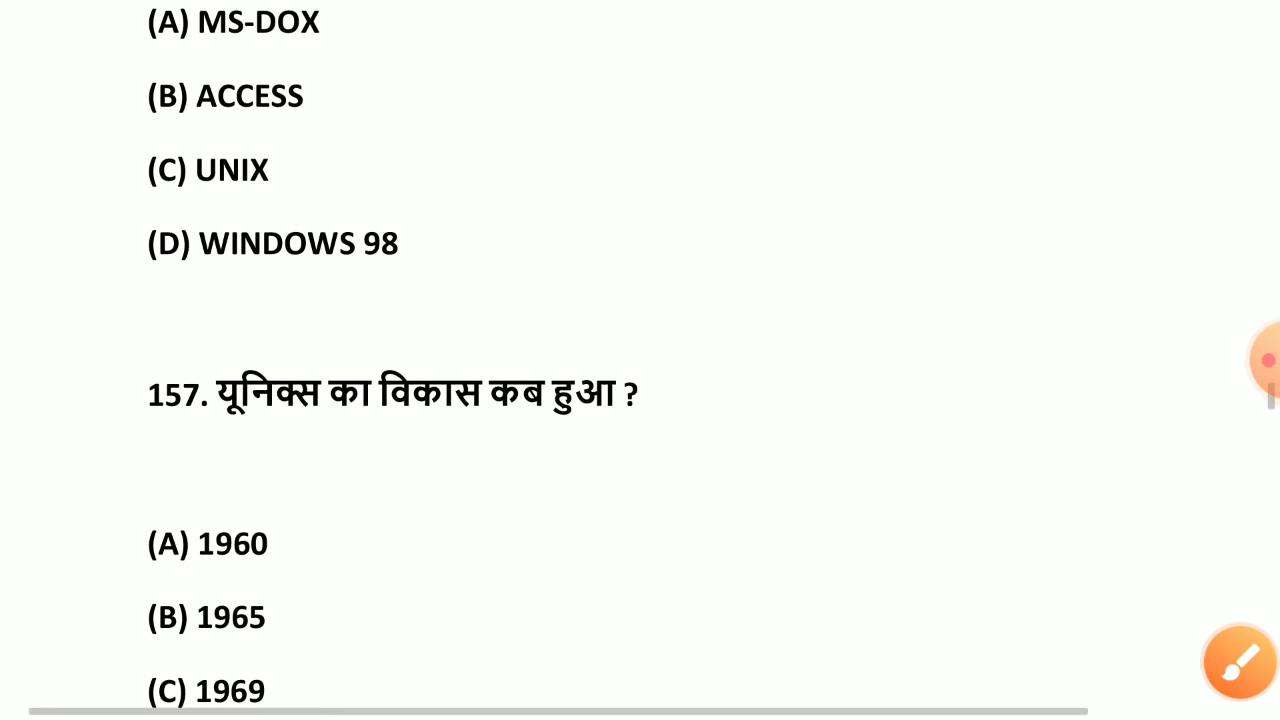 (A) MS-DOX
(B) ACCESS
(C) UNIX
(D) WINDOWS 98
157. यूनिक्स का विकास कब हुआ ?
(A) 1960
(B) 1965
(C) 1969